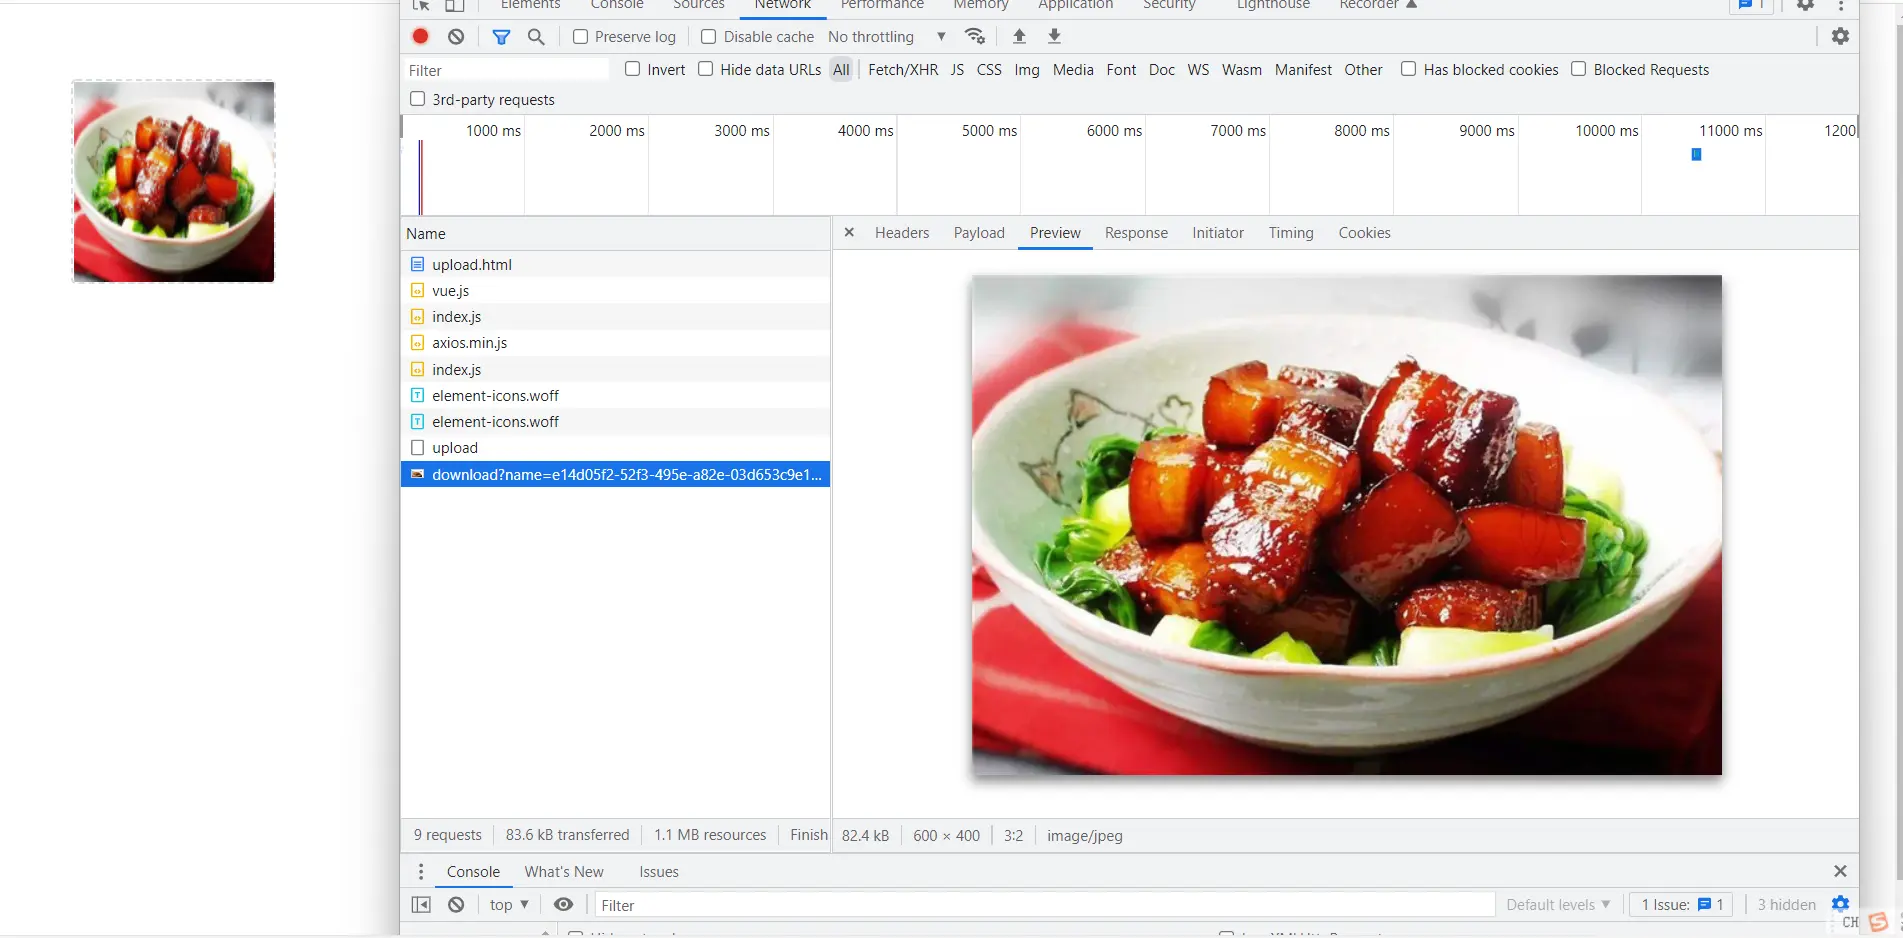 Elements Console Sources Network Performance Memory Application Security Lighthouse Recorder 1
Preserve log Disable cache No throttling
Filter Invert Hide data URLs All Fetch/XHR JS CSS Img Media Font Doc WS Wasm Manifest Other Has blocked cookies Blocked Requests
3rd-party requests
1000 ms 2000 ms 3000 ms 4000 ms 5000 ms 6000 ms 7000 ms 8000 ms 9000 ms 10000 ms 11000 ms 1200
Name
Headers Payload Preview Response Initiator Timing Cookies
upload.html
vue.js
index.js
axios.min.js
index.js
element-icons.woff
element-icons.woff
upload
download?name=e14d05f2-52f3-495e-a82e-03d653c9e1...
9 requests 83.6 kB transferred 1.1 MB resources Finish
82.4 kB 600 × 400 3:2 image/jpeg
Console What's New Issues
top Filter Default levels 1 Issue: 1 3 hidden
CH